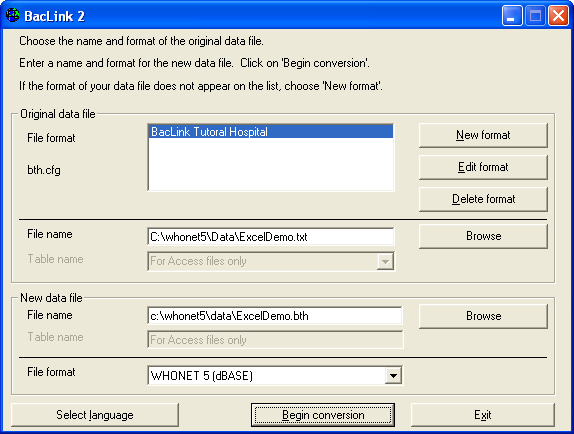 BacLink 2
Choose the name and format of the original data file.
Enter a name and format for the new data file.  Click on 'Begin conversion'.
If the format of your data file does not appear on the list, choose 'New format'.
Original data file
File format
BacLink Tutoral Hospital
New format
bth.cfg
Edit format
Delete format
File name
C:\whonet5\Data\ExcelDemo.txt
Browse
Table name
For Access files only
New data file
File name
c:\whonet5\data\ExcelDemo.bth
Browse
Table name
For Access files only
File format
WHONET 5 (dBASE)
Select language
Begin conversion
Exit